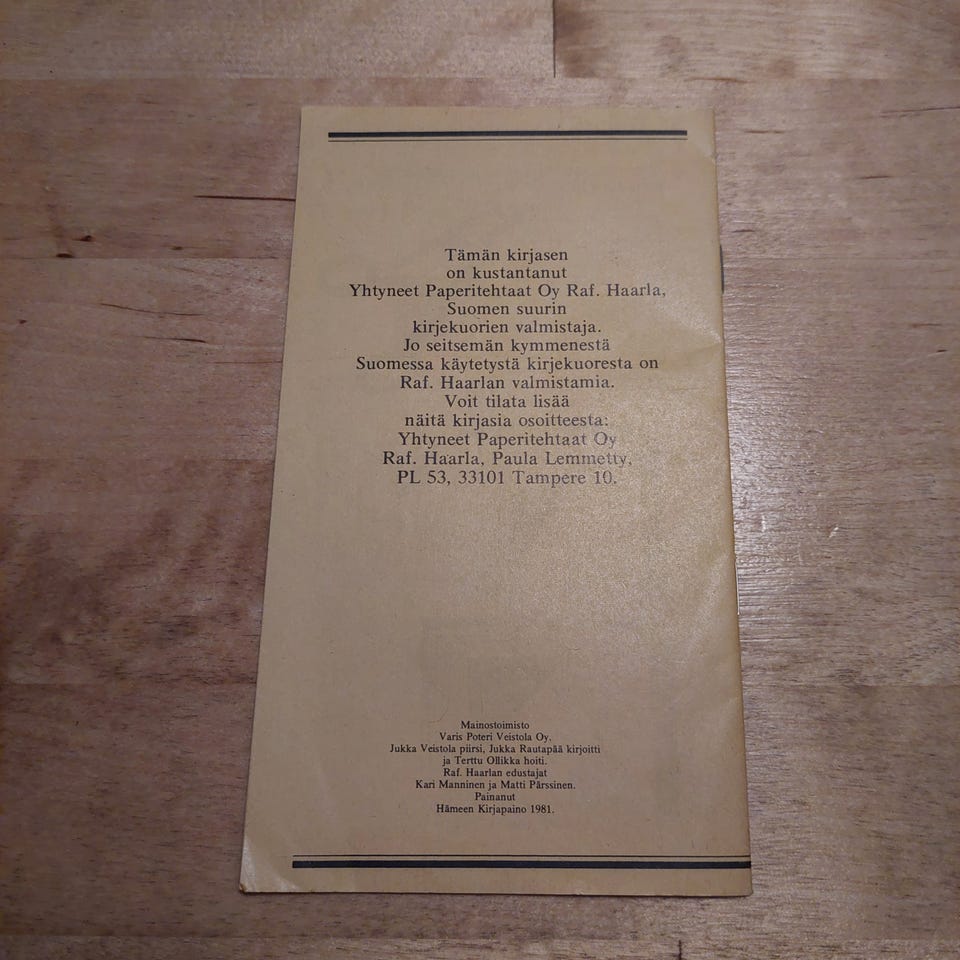 Tämän kirjasen
on kustantanut
Yhtyneet Paperitehtaat Oy Raf. Haarla,
Suomen suurin
kirjekuorien valmistaja.
Jo seitsemän kymmenestä
Suomessa käytetystä kirjekuoresta on
Raf. Haarlan valmistamia.
Voit tilata lisää
näitä kirjasia osoitteesta:
Yhtyneet Paperitehtaat Oy
Raf. Haarla, Paula Lemmetty,
PL 53, 33101 Tampere 10.
Mainostoimisto
Varis Poteri Veistola Oy.
Jukka Veistola piirsi, Jukka Rautapää kirjoitti
ja Terttu Ollikka hoiti.
Raf. Haarlan edustajat
Kari Manninen ja Matti Pärssinen.
Painanut
Hämeen Kirjapaino 1981.